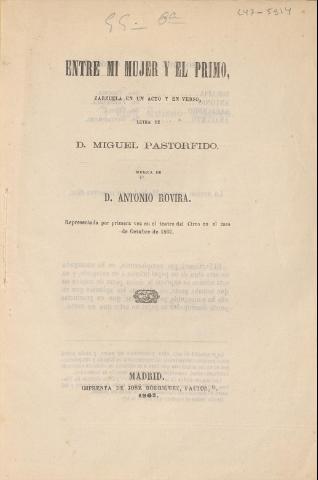 C47-5914
ENTRE MI MUJER Y EL PRIMO,
ZARZUELA EN UN ACTO Y EN VERSO,
LETRA DE
D. MIGUEL PASTORFIDO.
MUSICA DE
D. ANTONIO ROVIRA.
Representada por primera vez en el teatro del Circo en el mes
de Octubre de
MADRID.
IMPRENTA DE JOSÉ RODRIGUEZ, FACTOR, 9.